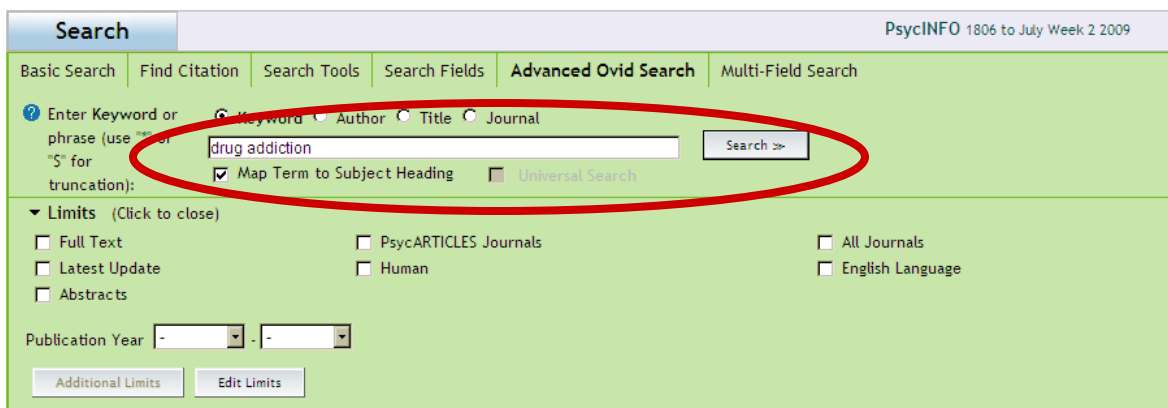 Search
PsycINFO 1806 to July Week 2 2009
Basic Search Find Citation Search Tools Search Fields Advanced Ovid Search Multi-Field Search
Enter Keyword or
phrase (use "*" or
"$" for
truncation):
Keyword Author Title Journal
drug addiction
Search >>
Map Term to Subject Heading Universal Search
Limits (Click to close)
Full Text PsycARTICLES Journals All Journals
Latest Update Human English Language
Abstracts
Publication Year - - -
Additional Limits Edit Limits